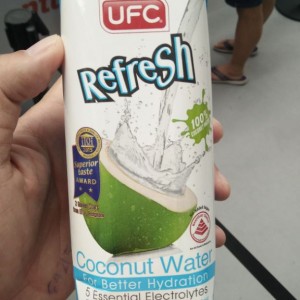 UFC
Refresh
100%
Superior
taste
AWARD
Coconut Water
For Better Hydration
5 Essential Electrolytes